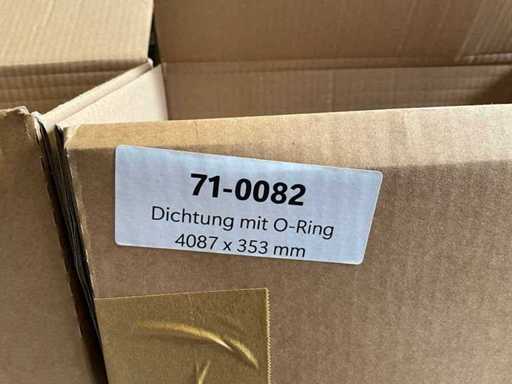 71-0082
Dichtung mit O-Ring
4087 x 353 mm